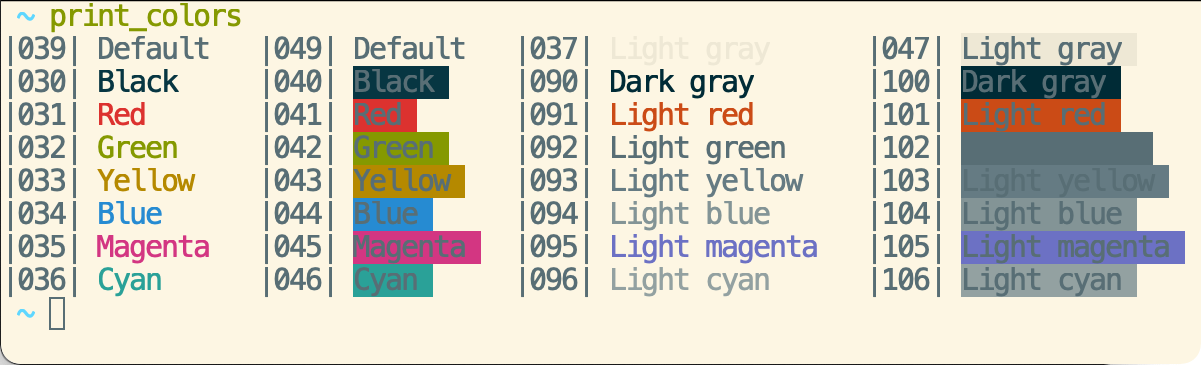 ~ print_colors
|039| Default |049| Default |037| Light gray |047| Light gray
|030| Black |040| Black |090| Dark gray |100| Dark gray
|031| Red |041| Red |091| Light red |101| Light red
|032| Green |042| Green |092| Light green |102|
|033| Yellow |043| Yellow |093| Light yellow |103| Light yellow
|034| Blue |044| Blue |094| Light blue |104| Light blue
|035| Magenta |045| Magenta |095| Light magenta |105| Light magenta
|036| Cyan |046| Cyan |096| Light cyan |106| Light cyan
~